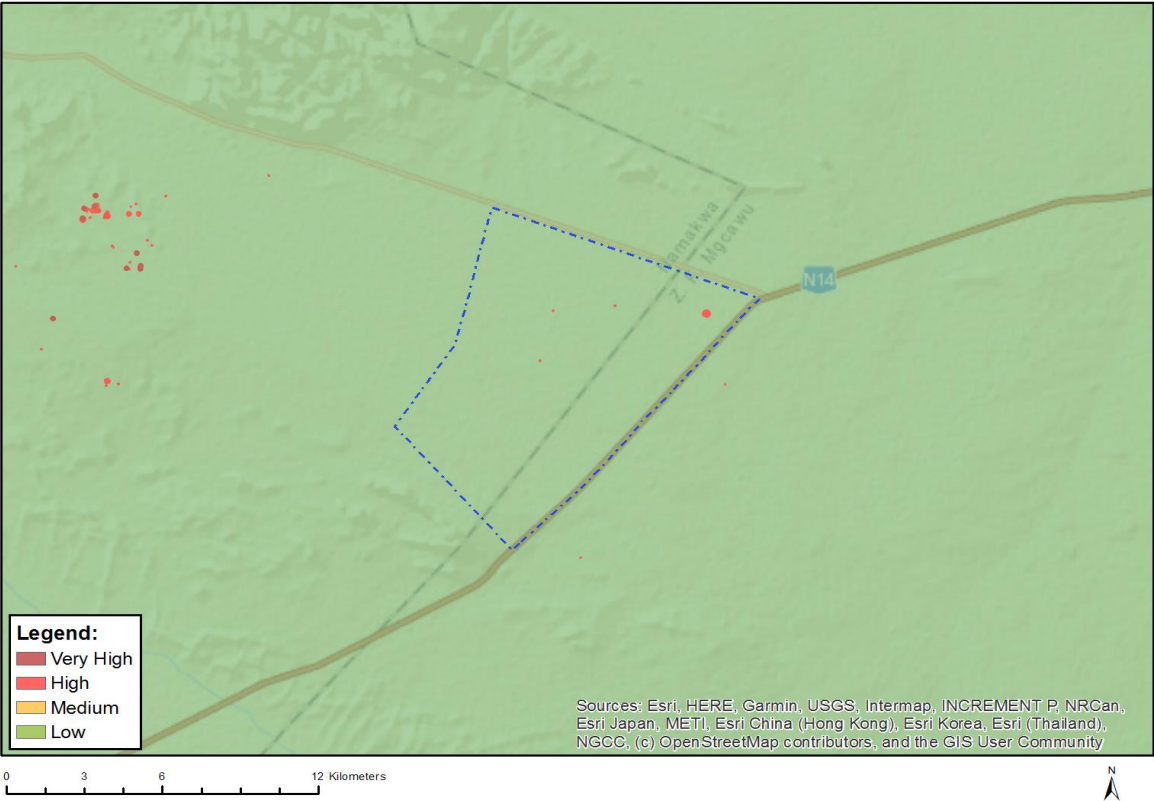 amakwa
Z.
Mgcawu
N14
Legend:
Very High
High
Medium
Low
Sources: Esri, HERE, Garmin, USGS, Intermap, INCREMENT P, NRCan,
Esri Japan, METI, Esri China (Hong Kong), Esri Korea, Esri (Thailand),
NGCC, (c) OpenStreetMap contributors, and the GIS User Community
0 3 6 12 Kilometers
N